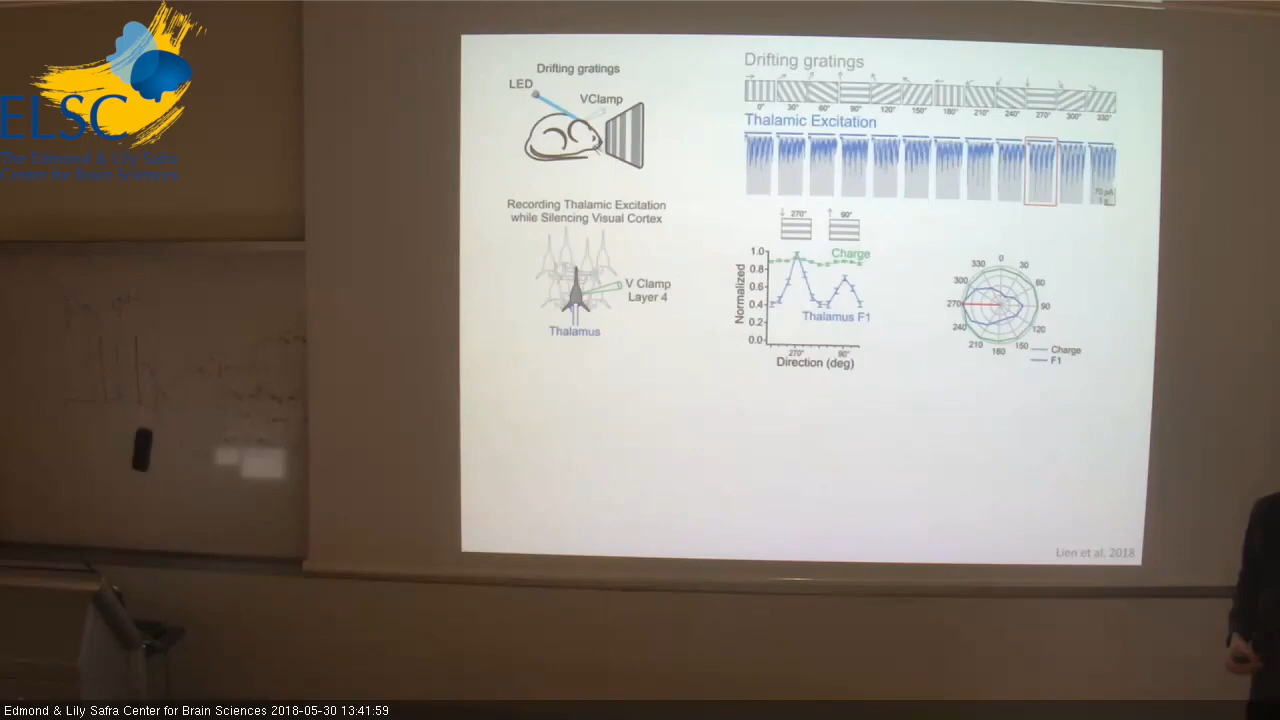 ELSC
The Edmond & Lily Safra
Center for Brain Sciences
Drifting gratings
LED
VClamp
Recording Thalamic Excitation
while Silencing Visual Cortex
V Clamp
Layer 4
Thalamus
Drifting gratings
0° 30° 60° 90° 120° 150° 180° 210° 240° 270° 300° 330°
Thalamic Excitation
70 pA
1 s
270° 90°
Charge
Thalamus F1
Normalized
1.0
0.8
0.6
0.4
0.2
0.0
270° 90°
Direction (deg)
0
30
60
90
120
150
180
210
240
270
300
330
Charge
F1
Lien et al. 2018
Edmond & Lily Safra Center for Brain Sciences 2018-05-30 13:41:59